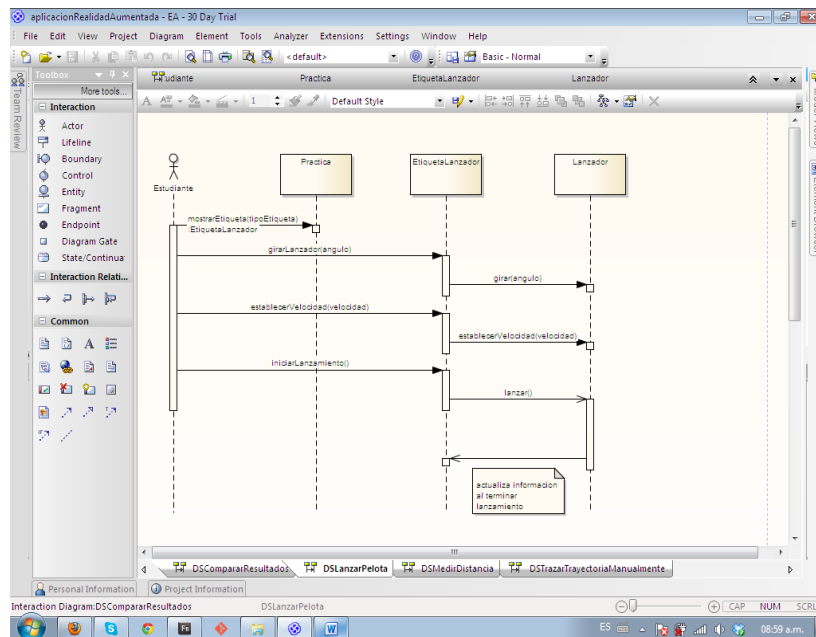 aplicacionRealidadAumentada - EA - 30 Day Trial
File Edit View Project Diagram Element Tools Analyzer Extensions Settings Window Help
<default> Basic - Normal
Toolbox
More tools...
Interaction
Actor
Lifeline
Boundary
Control
Entity
Fragment
Endpoint
Diagram Gate
State/Continua
Interaction Relati...
Common
Team Review
udiante Practica EtiquetaLanzador Lanzador
A 1 Default Style
Estudiante
Practica
EtiquetaLanzador
Lanzador
mostrarEtiqueta(tipoEtiqueta)
:EtiquetaLanzador
girarLanzador(angulo)
girar(angulo)
establecerVelocidad(velocidad)
establecerVelocidad(velocidad)
iniciarLanzamiento()
lanzar()
actualiza informacion
al terminar
lanzamiento
DSCompararResultados DSLanzarPelota DSMedirDistancia DSTrazarTrayectoriaManualmente
Personal Information Project Information
Interaction Diagram:DSCompararResultados DSLanzarPelota CAP NUM SCRL
ES 08:59 a.m.